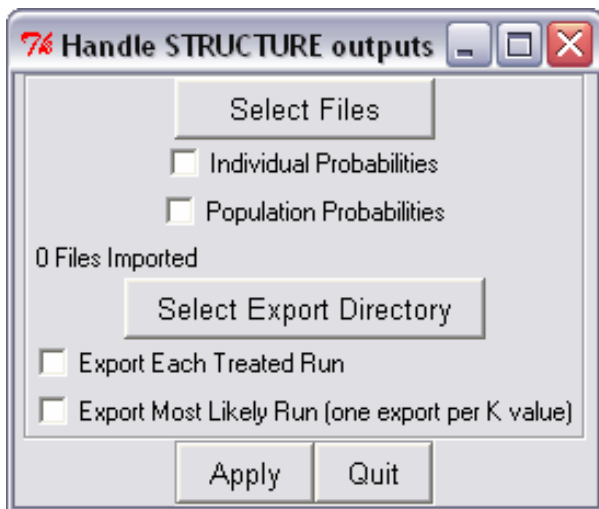 Handle STRUCTURE outputs
Select Files
Individual Probabilities
Population Probabilities
0 Files Imported
Select Export Directory
Export Each Treated Run
Export Most Likely Run (one export per K value)
Apply Quit